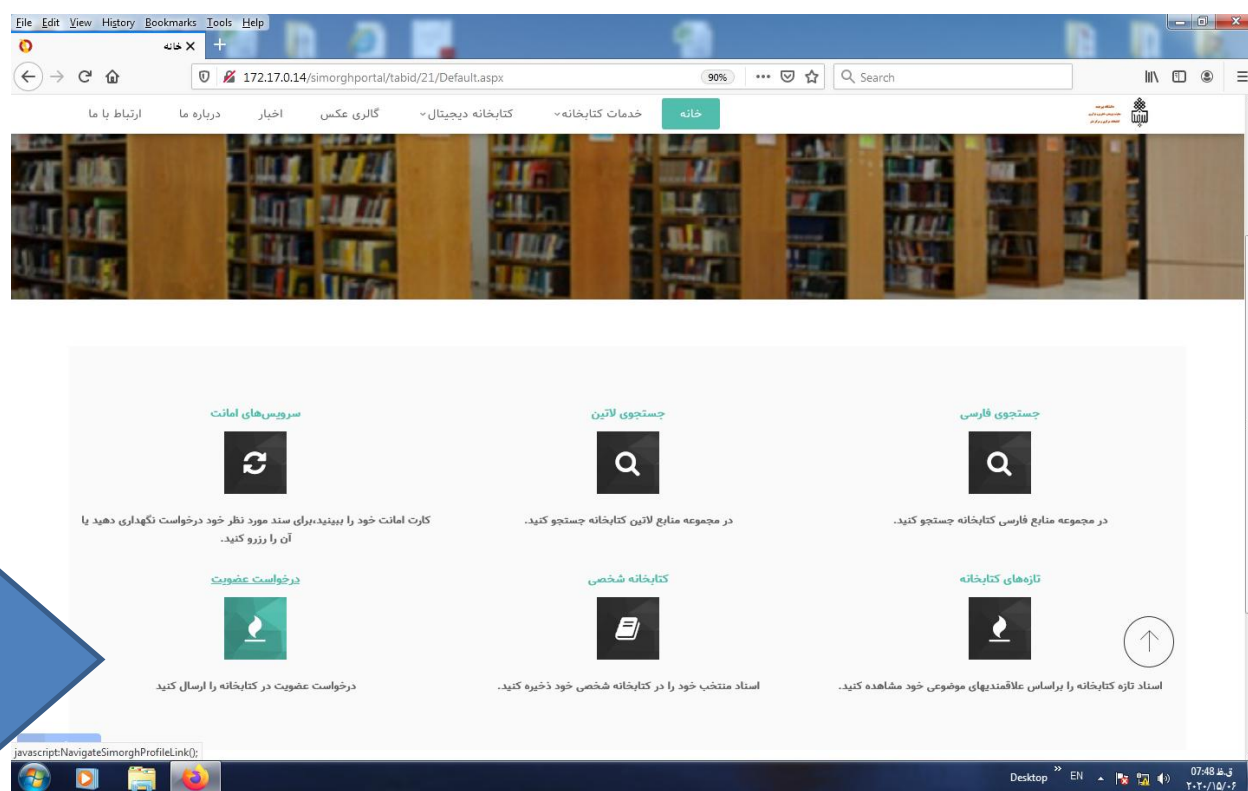 File Edit View History Bookmarks Tools Help
خانه
172.17.0.14/simorghportal/tabid/21/Default.aspx
90%
Search
خانه
خدمات کتابخانه
کتابخانه دیجیتال
گالری عکس
اخبار
درباره ما
ارتباط با ما
جستجوی فارسی
جستجوی لاتین
سرویس‌های امانت
در مجموعه منابع فارسی کتابخانه جستجو کنید.
در مجموعه منابع لاتین کتابخانه جستجو کنید.
کارت امانت خود را ببینید،برای سند مورد نظر خود درخواست نگهداری دهید یا
آن را رزرو کنید.
تازه‌های کتابخانه
کتابخانه شخصی
درخواست عضویت
اسناد تازه کتابخانه را براساس علاقمندیهای موضوعی خود مشاهده کنید.
اسناد منتخب خود را در کتابخانه شخصی خود ذخیره کنید.
درخواست عضویت در کتابخانه را ارسال کنید
javascript:NavigateSimorghProfileLink();
Desktop
EN
07:48 ق.ظ